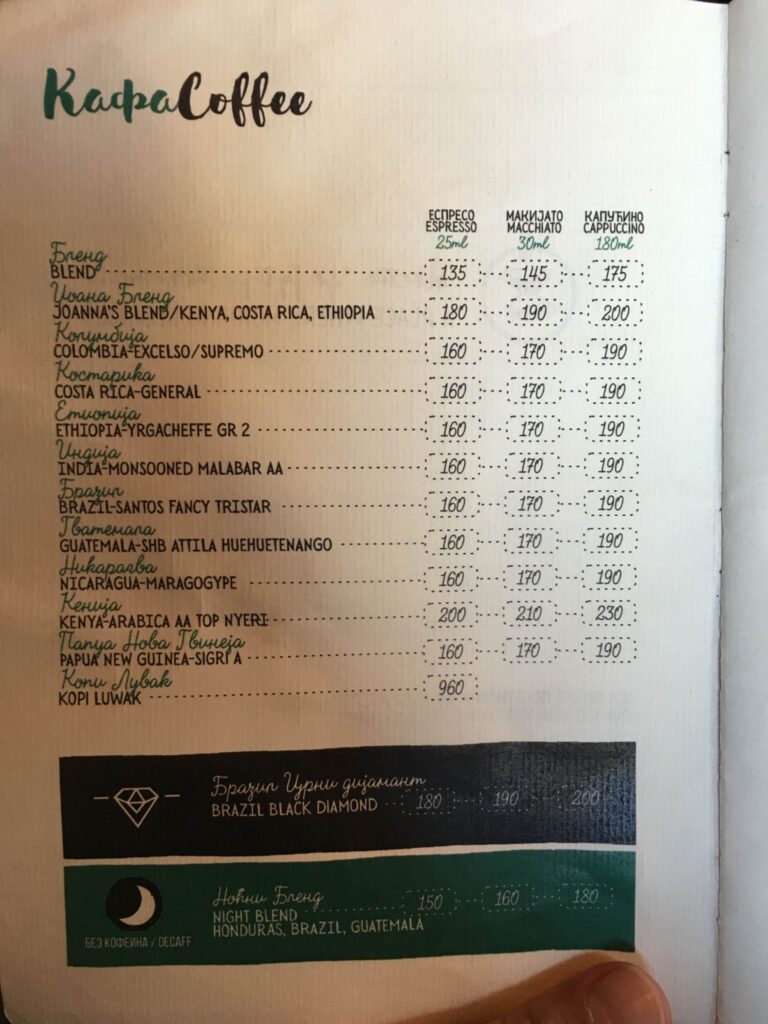 КафаCoffee
ЕСПРЕСО МАКИЈАТО КАПУЋИНО
ESPRESSO MACCHIATO CAPPUCCINO
25ml 30ml 180ml
Бленд
BLEND 135 145 175
Џоана Бленд
JOANNA'S BLEND/KENYA, COSTA RICA, ETHIOPIA 180 190 200
Колумбија
COLOMBIA-EXCELSO/SUPREMO 160 170 190
Костарика
COSTA RICA-GENERAL 160 170 190
Етиопија
ETHIOPIA-YRGACHEFFE GR 2 160 170 190
Индија
INDIA-MONSOONED MALABAR AA 160 170 190
Бразил
BRAZIL-SANTOS FANCY TRISTAR 160 170 190
Гватемала
GUATEMALA-SHB ATTILA HUEHUETENANGO 160 170 190
Никарагва
NICARAGUA-MARAGOGYPE 160 170 190
Кенија
KENYA-ARABICA AA TOP NYERI 200 210 230
Папуа Нова Гвинеја
PAPUA NEW GUINEA-SIGRI A 160 170 190
Копи Лувак
KOPI LUWAK 960
Бразил Црни дијамант
BRAZIL BLACK DIAMOND 180 190 200
Ноћни Бленд
NIGHT BLEND 150 160 180
HONDURAS, BRAZIL, GUATEMALA
БЕЗ КОФЕИНА / DECAFF